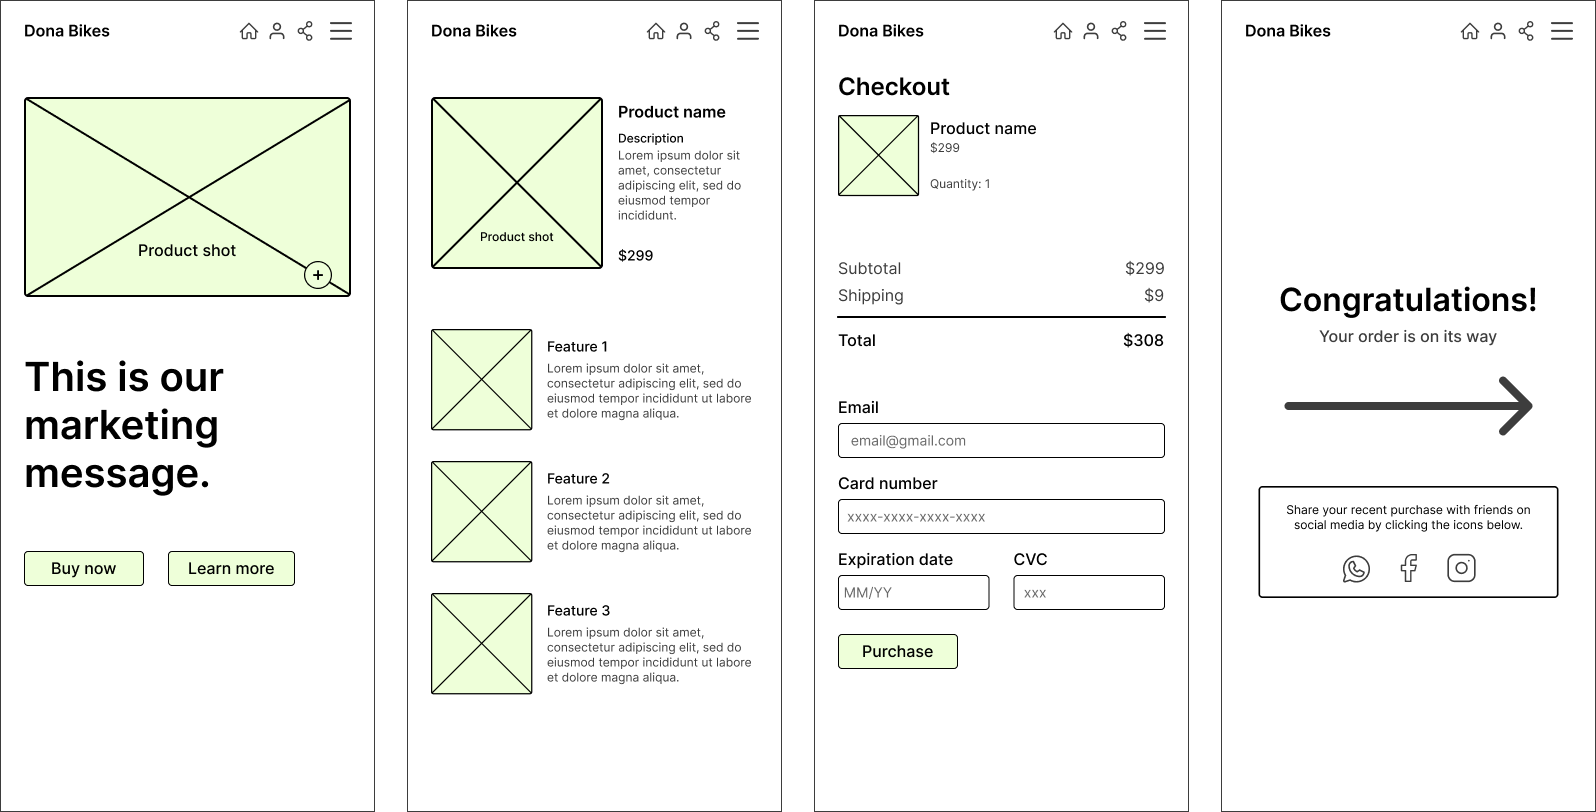 Dona Bikes
Product shot
+
This is our
marketing
message.
Buy now
Learn more
Dona Bikes
Product shot
Product name
Description
Lorem ipsum dolor sit
amet, consectetur
adipiscing elit, sed do
eiusmod tempor
incididunt.
$299
Feature 1
Lorem ipsum dolor sit amet,
consectetur adipiscing elit, sed do
eiusmod tempor incididunt ut labore
et dolore magna aliqua.
Feature 2
Lorem ipsum dolor sit amet,
consectetur adipiscing elit, sed do
eiusmod tempor incididunt ut labore
et dolore magna aliqua.
Feature 3
Lorem ipsum dolor sit amet,
consectetur adipiscing elit, sed do
eiusmod tempor incididunt ut labore
et dolore magna aliqua.
Dona Bikes
Checkout
Product name
$299
Quantity: 1
Subtotal $299
Shipping $9
Total $308
Email
email@gmail.com
Card number
xxxx-xxxx-xxxx-xxxx
Expiration date CVC
MM/YY xxx
Purchase
Dona Bikes
Congratulations!
Your order is on its way
Share your recent purchase with friends on
social media by clicking the icons below.